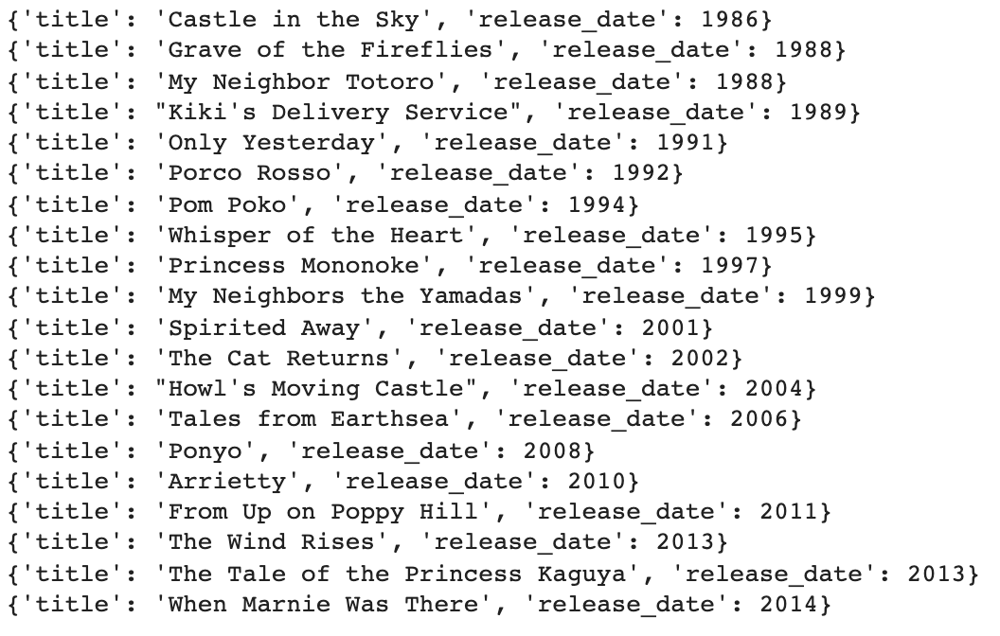 {'title': 'Castle in the Sky', 'release_date': 1986}
{'title': 'Grave of the Fireflies', 'release_date': 1988}
{'title': 'My Neighbor Totoro', 'release_date': 1988}
{'title': "Kiki's Delivery Service", 'release_date': 1989}
{'title': 'Only Yesterday', 'release_date': 1991}
{'title': 'Porco Rosso', 'release_date': 1992}
{'title': 'Pom Poko', 'release_date': 1994}
{'title': 'Whisper of the Heart', 'release_date': 1995}
{'title': 'Princess Mononoke', 'release_date': 1997}
{'title': 'My Neighbors the Yamadas', 'release_date': 1999}
{'title': 'Spirited Away', 'release_date': 2001}
{'title': 'The Cat Returns', 'release_date': 2002}
{'title': "Howl's Moving Castle", 'release_date': 2004}
{'title': 'Tales from Earthsea', 'release_date': 2006}
{'title': 'Ponyo', 'release_date': 2008}
{'title': 'Arrietty', 'release_date': 2010}
{'title': 'From Up on Poppy Hill', 'release_date': 2011}
{'title': 'The Wind Rises', 'release_date': 2013}
{'title': 'The Tale of the Princess Kaguya', 'release_date': 2013}
{'title': 'When Marnie Was There', 'release_date': 2014}